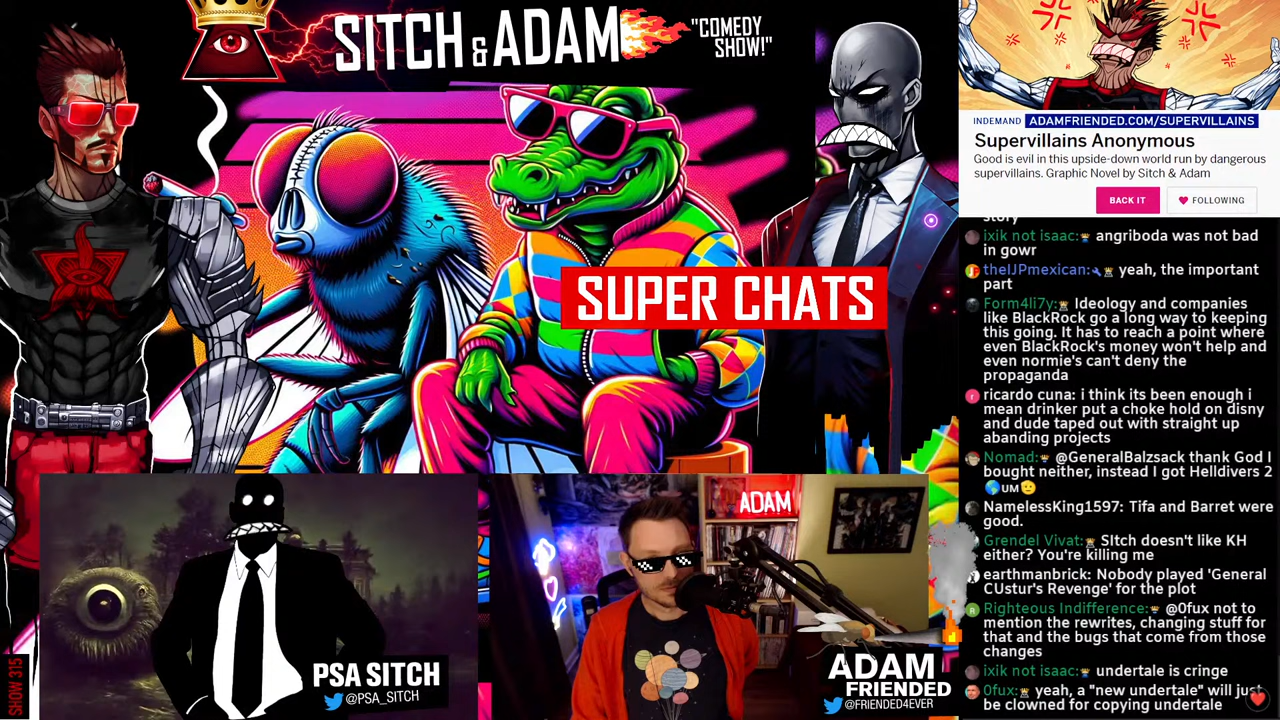 SITCH & ADAM
"COMEDY
SHOW!"
INDEMAND ADAMFRIENDED.COM/SUPERVILLAINS
Supervillains Anonymous
Good is evil in this upside-down world run by dangerous
supervillains. Graphic Novel by Sitch & Adam
BACK IT
FOLLOWING
SUPER CHATS
story
ixik not isaac: angriboda was not bad
in gowr
theIJPmexican: yeah, the important
part
Form4li7y: Ideology and companies
like BlackRock go a long way to keeping
this going. It has to reach a point where
even BlackRock's money won't help and
even normie's can't deny the
propaganda
ricardo cuna: i think its been enough i
mean drinker put a choke hold on disny
and dude taped out with straight up
abanding projects
Nomad: @GeneralBalzsack thank God I
bought neither, instead I got Helldivers 2
🌎UM🫡
NamelessKing1597: Tifa and Barret were
good.
Grendel Vivat: SItch doesn't like KH
either? You're killing me
earthmanbrick: Nobody played 'General
CUstur's Revenge' for the plot
Righteous Indifference: @0fux not to
mention the rewrites, changing stuff for
that and the bugs that come from those
changes
ixik not isaac: undertale is cringe
0fux: yeah, a "new undertale" will just
be clowned for copying undertale
ADAM
SHOW 315
PSA SITCH
@PSA_SITCH
ADAM
FRIENDED
@FRIENDED4EVER